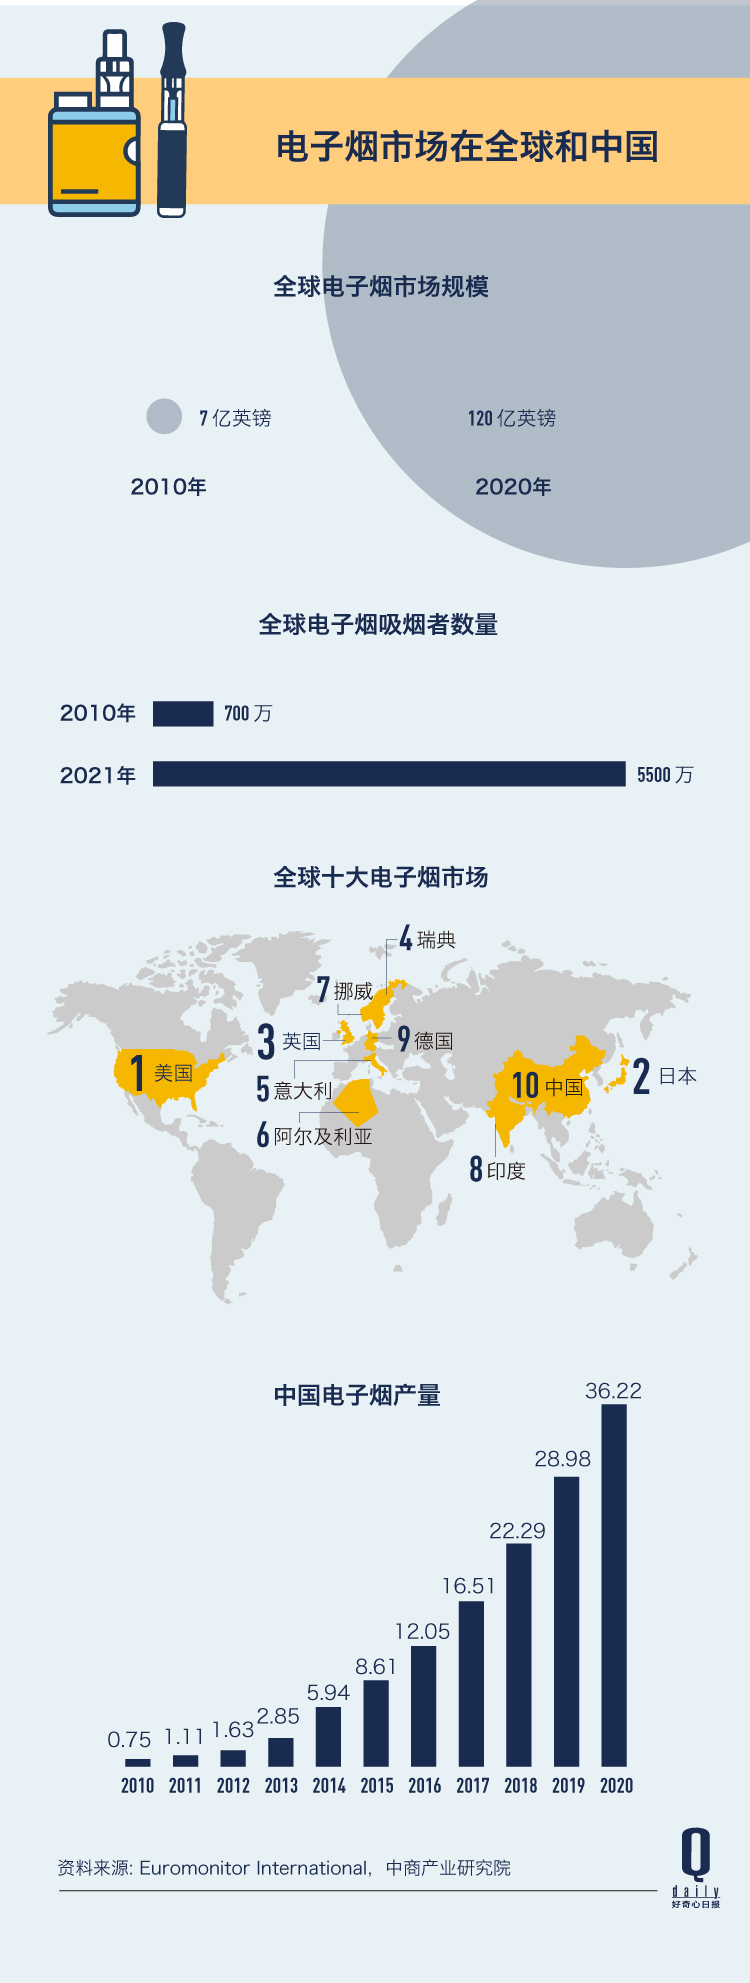 电子烟市场在全球和中国
全球电子烟市场规模
7 亿英镑
120 亿英镑
2010年
2020年
全球电子烟吸烟者数量
2010年 700 万
2021年 5500 万
全球十大电子烟市场
4 瑞典
7 挪威
3 英国
9 德国
1 美国
5 意大利
10 中国
2 日本
6 阿尔及利亚
8 印度
中国电子烟产量
36.22
28.98
22.29
16.51
12.05
8.61
5.94
2.85
1.63
1.11
0.75
2010 2011 2012 2013 2014 2015 2016 2017 2018 2019 2020
资料来源: Euromonitor International, 中商产业研究院
Q
daily
好奇心日报